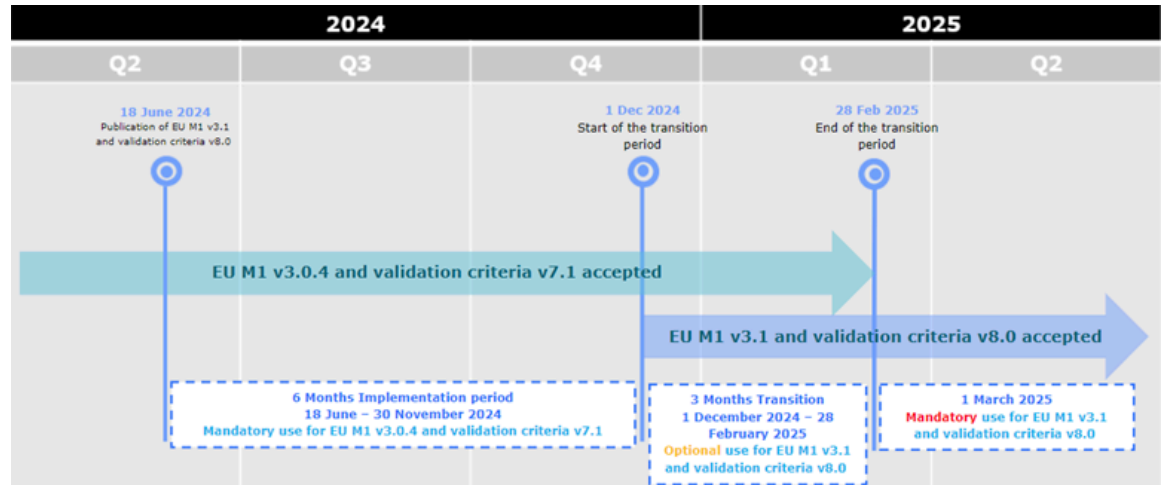 2024
2025
Q2
Q3
Q4
Q1
Q2
18 June 2024
Publication of EU M1 v3.1
and validation criteria v8.0
1 Dec 2024
Start of the transition
period
28 Feb 2025
End of the transition
period
EU M1 v3.0.4 and validation criteria v7.1 accepted
EU M1 v3.1 and validation criteria v8.0 accepted
6 Months Implementation period
18 June – 30 November 2024
Mandatory use for EU M1 v3.0.4 and validation criteria v7.1
3 Months Transition
1 December 2024 – 28
February 2025
Optional use for EU M1 v3.1
and validation criteria v8.0
1 March 2025
Mandatory use for EU M1 v3.1
and validation criteria v8.0